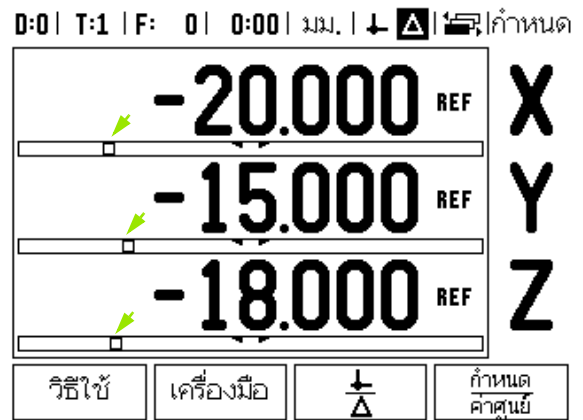 D:0 | T:1 | F: 0 | 0:00 | มม. | Δ | กำหนด
-20.000 REF X
-15.000 REF Y
-18.000 REF Z
วิธีใช้ เครื่องมือ Δ กำหนด
ค่าศูนย์